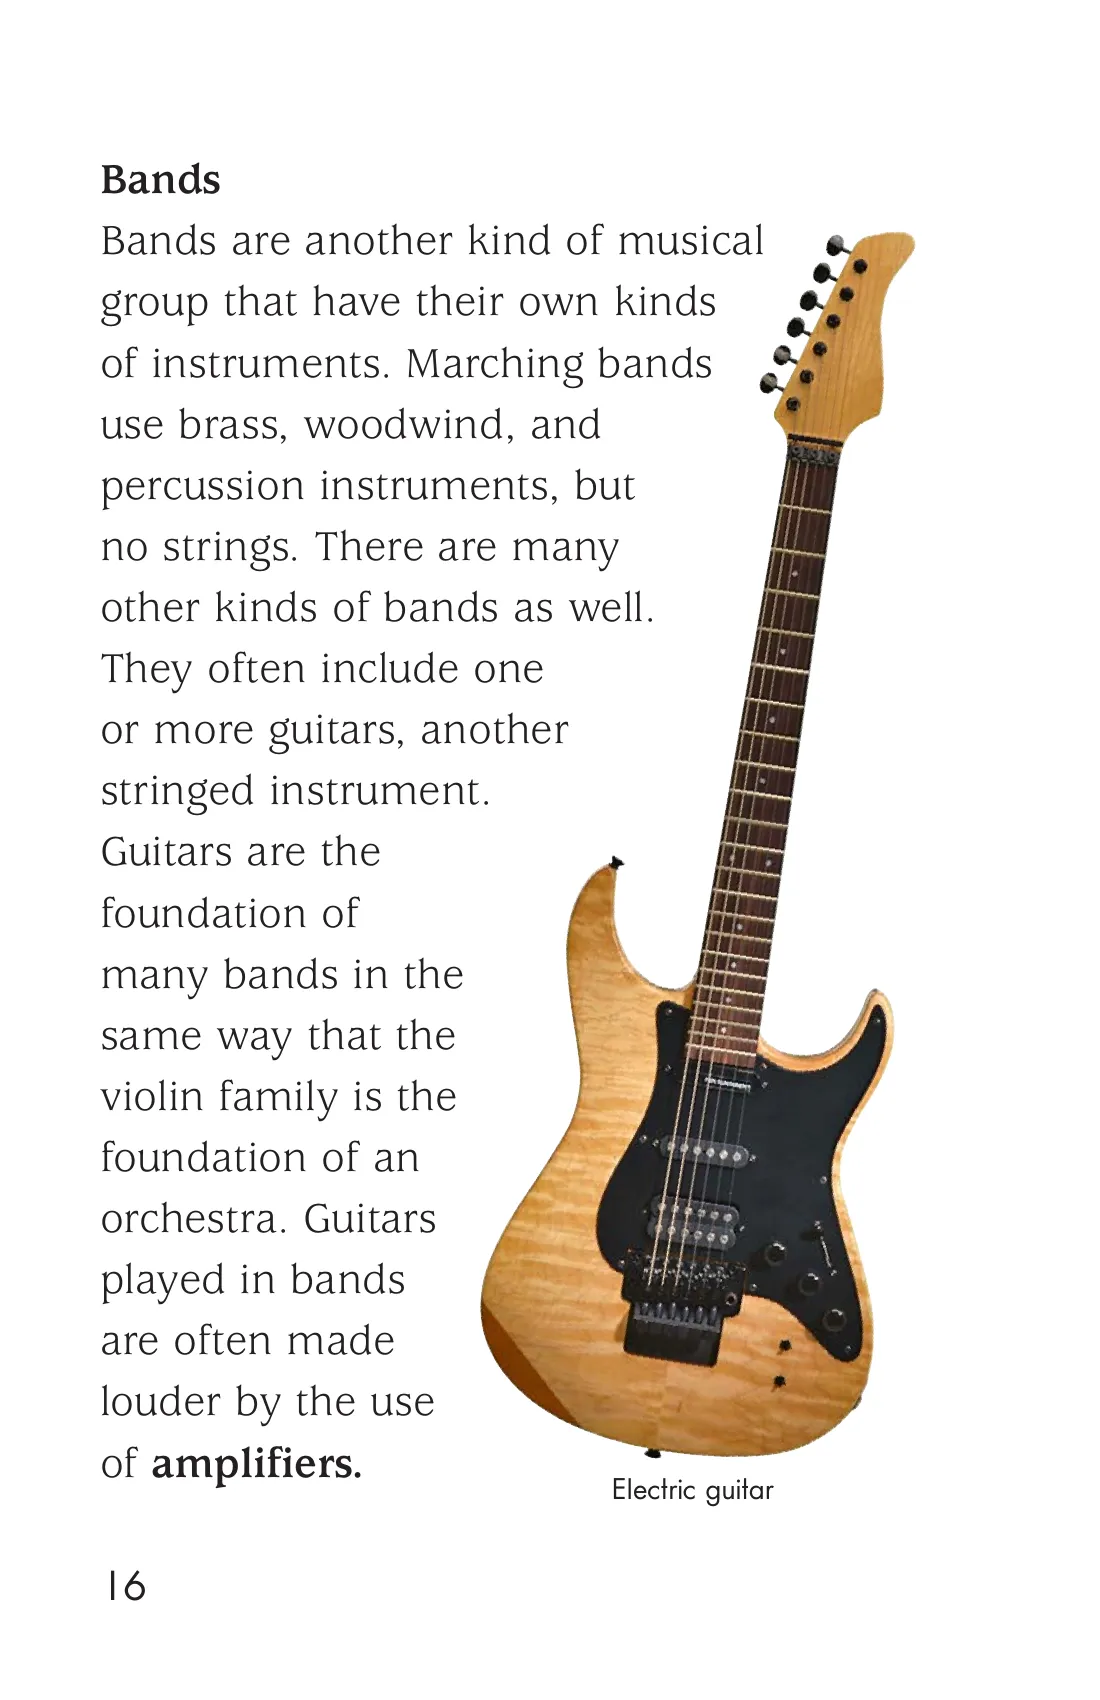 Bands
Bands are another kind of musical
group that have their own kinds
of instruments. Marching bands
use brass, woodwind, and
percussion instruments, but
no strings. There are many
other kinds of bands as well.
They often include one
or more guitars, another
stringed instrument.
Guitars are the
foundation of
many bands in the
same way that the
violin family is the
foundation of an
orchestra. Guitars
played in bands
are often made
louder by the use
of amplifiers.
Electric guitar
16